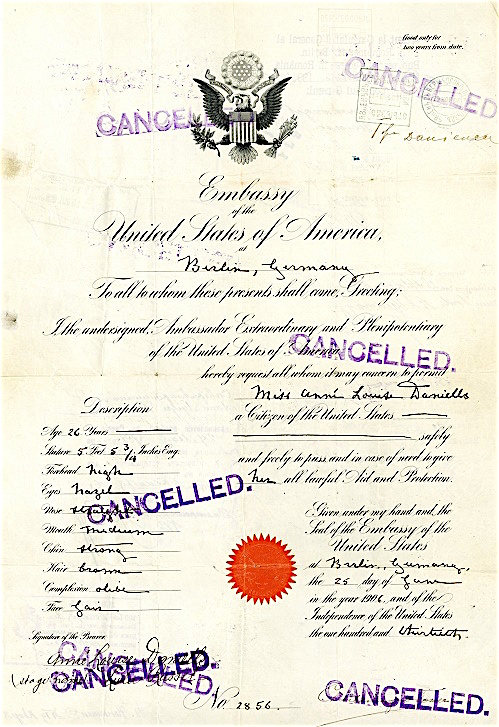 Good only for
two years from date.
CANCELLED.
CANCELLED.
Embassy
of the
United States of America,
at
Berlin, Germany
To all to whom these presents shall come, Greeting:
I the undersigned, Ambassador Extraordinary and Plenipotentiary
of the United States of America
CANCELLED.
hereby request all whom it may concern to permit
Miss Anni Louise Daniells
a Citizen of the United States
safely
and freely to pass, and in case of need to give
her all lawful Aid and Protection.
Description
Age 26 Years
Stature 5 Feet 5 3/4 Inches Eng.
Forehead high
Eyes hazel
Nose straight
CANCELLED.
Mouth medium
Chin strong
Hair brown
Complexion olive
Face fair
Given under my hand and the
Seal of the Embassy of the
United States
at Berlin, Germany,
the 25 day of June
in the year 1906, and of the
Independence of the United States
the one hundred and thirtieth.
Signature of the Bearer
CANCELLED.
CANCELLED.
(stage name
No 2856.
CANCELLED.